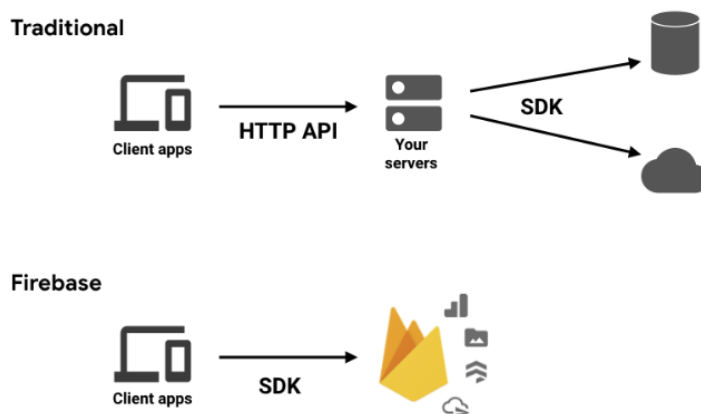 Traditional
Client apps
HTTP API
Your
servers
SDK
Firebase
Client apps
SDK